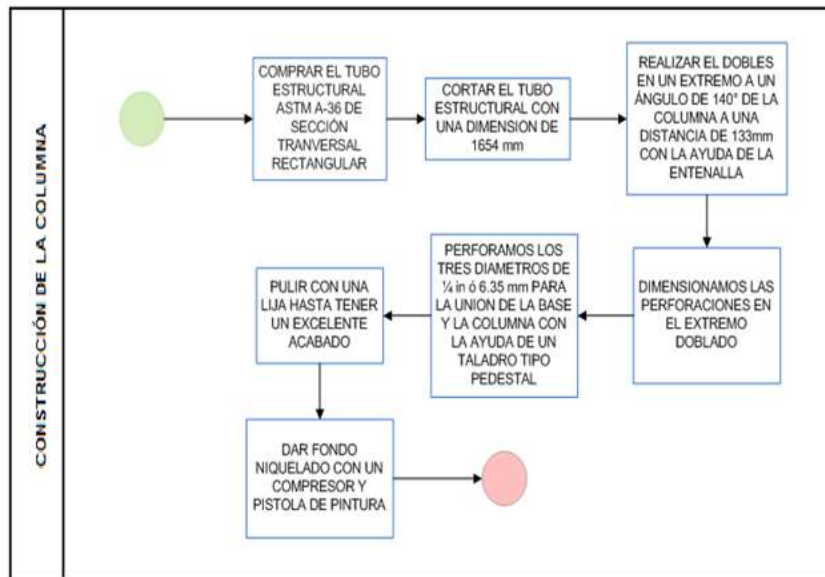 CONSTRUCCIÓN DE LA COLUMNA
COMPRAR EL TUBO
ESTRUCTURAL
ASTM A-36 DE
SECCIÓN
TRANVERSAL
RECTANGULAR
CORTAR EL TUBO
ESTRUCTURAL CON
UNA DIMENSION DE
1654 mm
REALIZAR EL DOBLES
EN UN EXTREMO A UN
ÁNGULO DE 140° DE LA
COLUMNA A UNA
DISTANCIA DE 133mm
CON LA AYUDA DE LA
ENTENALLA
DIMENSIONAMOS LAS
PERFORACIONES EN
EL EXTREMO
DOBLADO
PERFORAMOS LOS
TRES DIAMETROS DE
¼ in ó 6.35 mm PARA
LA UNION DE LA BASE
Y LA COLUMNA CON
LA AYUDA DE UN
TALADRO TIPO
PEDESTAL
PULIR CON UNA
LIJA HASTA TENER
UN EXCELENTE
ACABADO
DAR FONDO
NIQUELADO CON UN
COMPRESOR Y
PISTOLA DE PINTURA